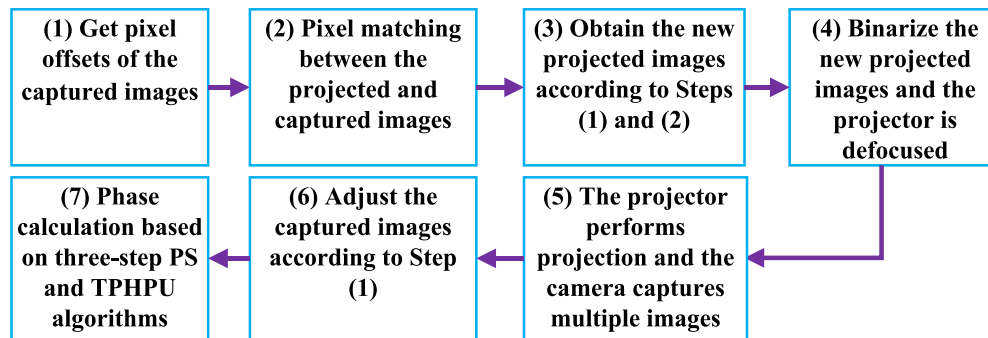 (1) Get pixel
offsets of the
captured images
(2) Pixel matching
between the
projected and
captured images
(3) Obtain the new
projected images
according to Steps
(1) and (2)
(4) Binarize the
new projected
images and the
projector is
defocused
(5) The projector
performs
projection and the
camera captures
multiple images
(6) Adjust the
captured images
according to Step
(1)
(7) Phase
calculation based
on three-step PS
and TPHPU
algorithms